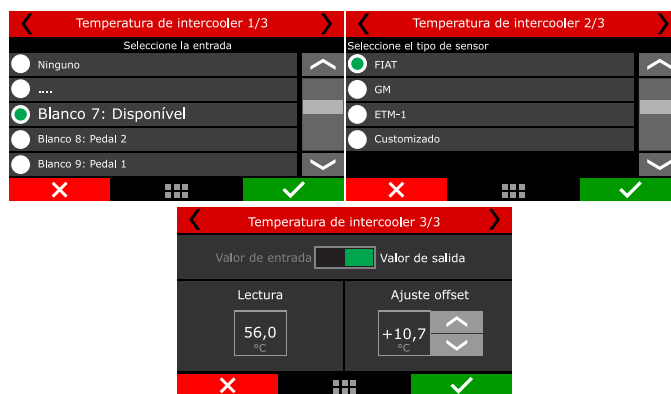 Temperatura de intercooler 1/3
Seleccione la entrada
Ninguno
....
Blanco 7: Disponível
Blanco 8: Pedal 2
Blanco 9: Pedal 1
Temperatura de intercooler 2/3
Seleccione el tipo de sensor
FIAT
GM
ETM-1
Customizado
Temperatura de intercooler 3/3
Valor de entrada
Valor de salida
Lectura
56,0
°C
Ajuste offset
+10,7
°C